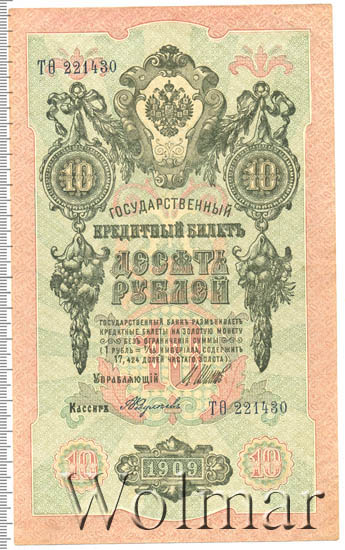 ТѲ 221430
10 10
ГОСУДАРСТВЕННЫЙ
КРЕДИТНЫЙ БИЛЕТЪ
ДЕСЯТЬ
РУБЛЕЙ
ГОСУДАРСТВЕННЫЙ БАНКЪ РАЗМѢНИВАЕТЪ
КРЕДИТНЫЕ БИЛЕТЫ НА ЗОЛОТУЮ МОНЕТУ
БЕЗЪ ОГРАНИЧЕНІЯ СУММЫ
(1 РУБЛЬ = 1/15 ИМПЕРІАЛА, СОДЕРЖИТЪ
17,424 ДОЛЕЙ ЧИСТАГО ЗОЛОТА).
УПРАВЛЯЮЩІЙ
КАССИРЪ
ТѲ 221430
10
10 1909 10
Wolmar